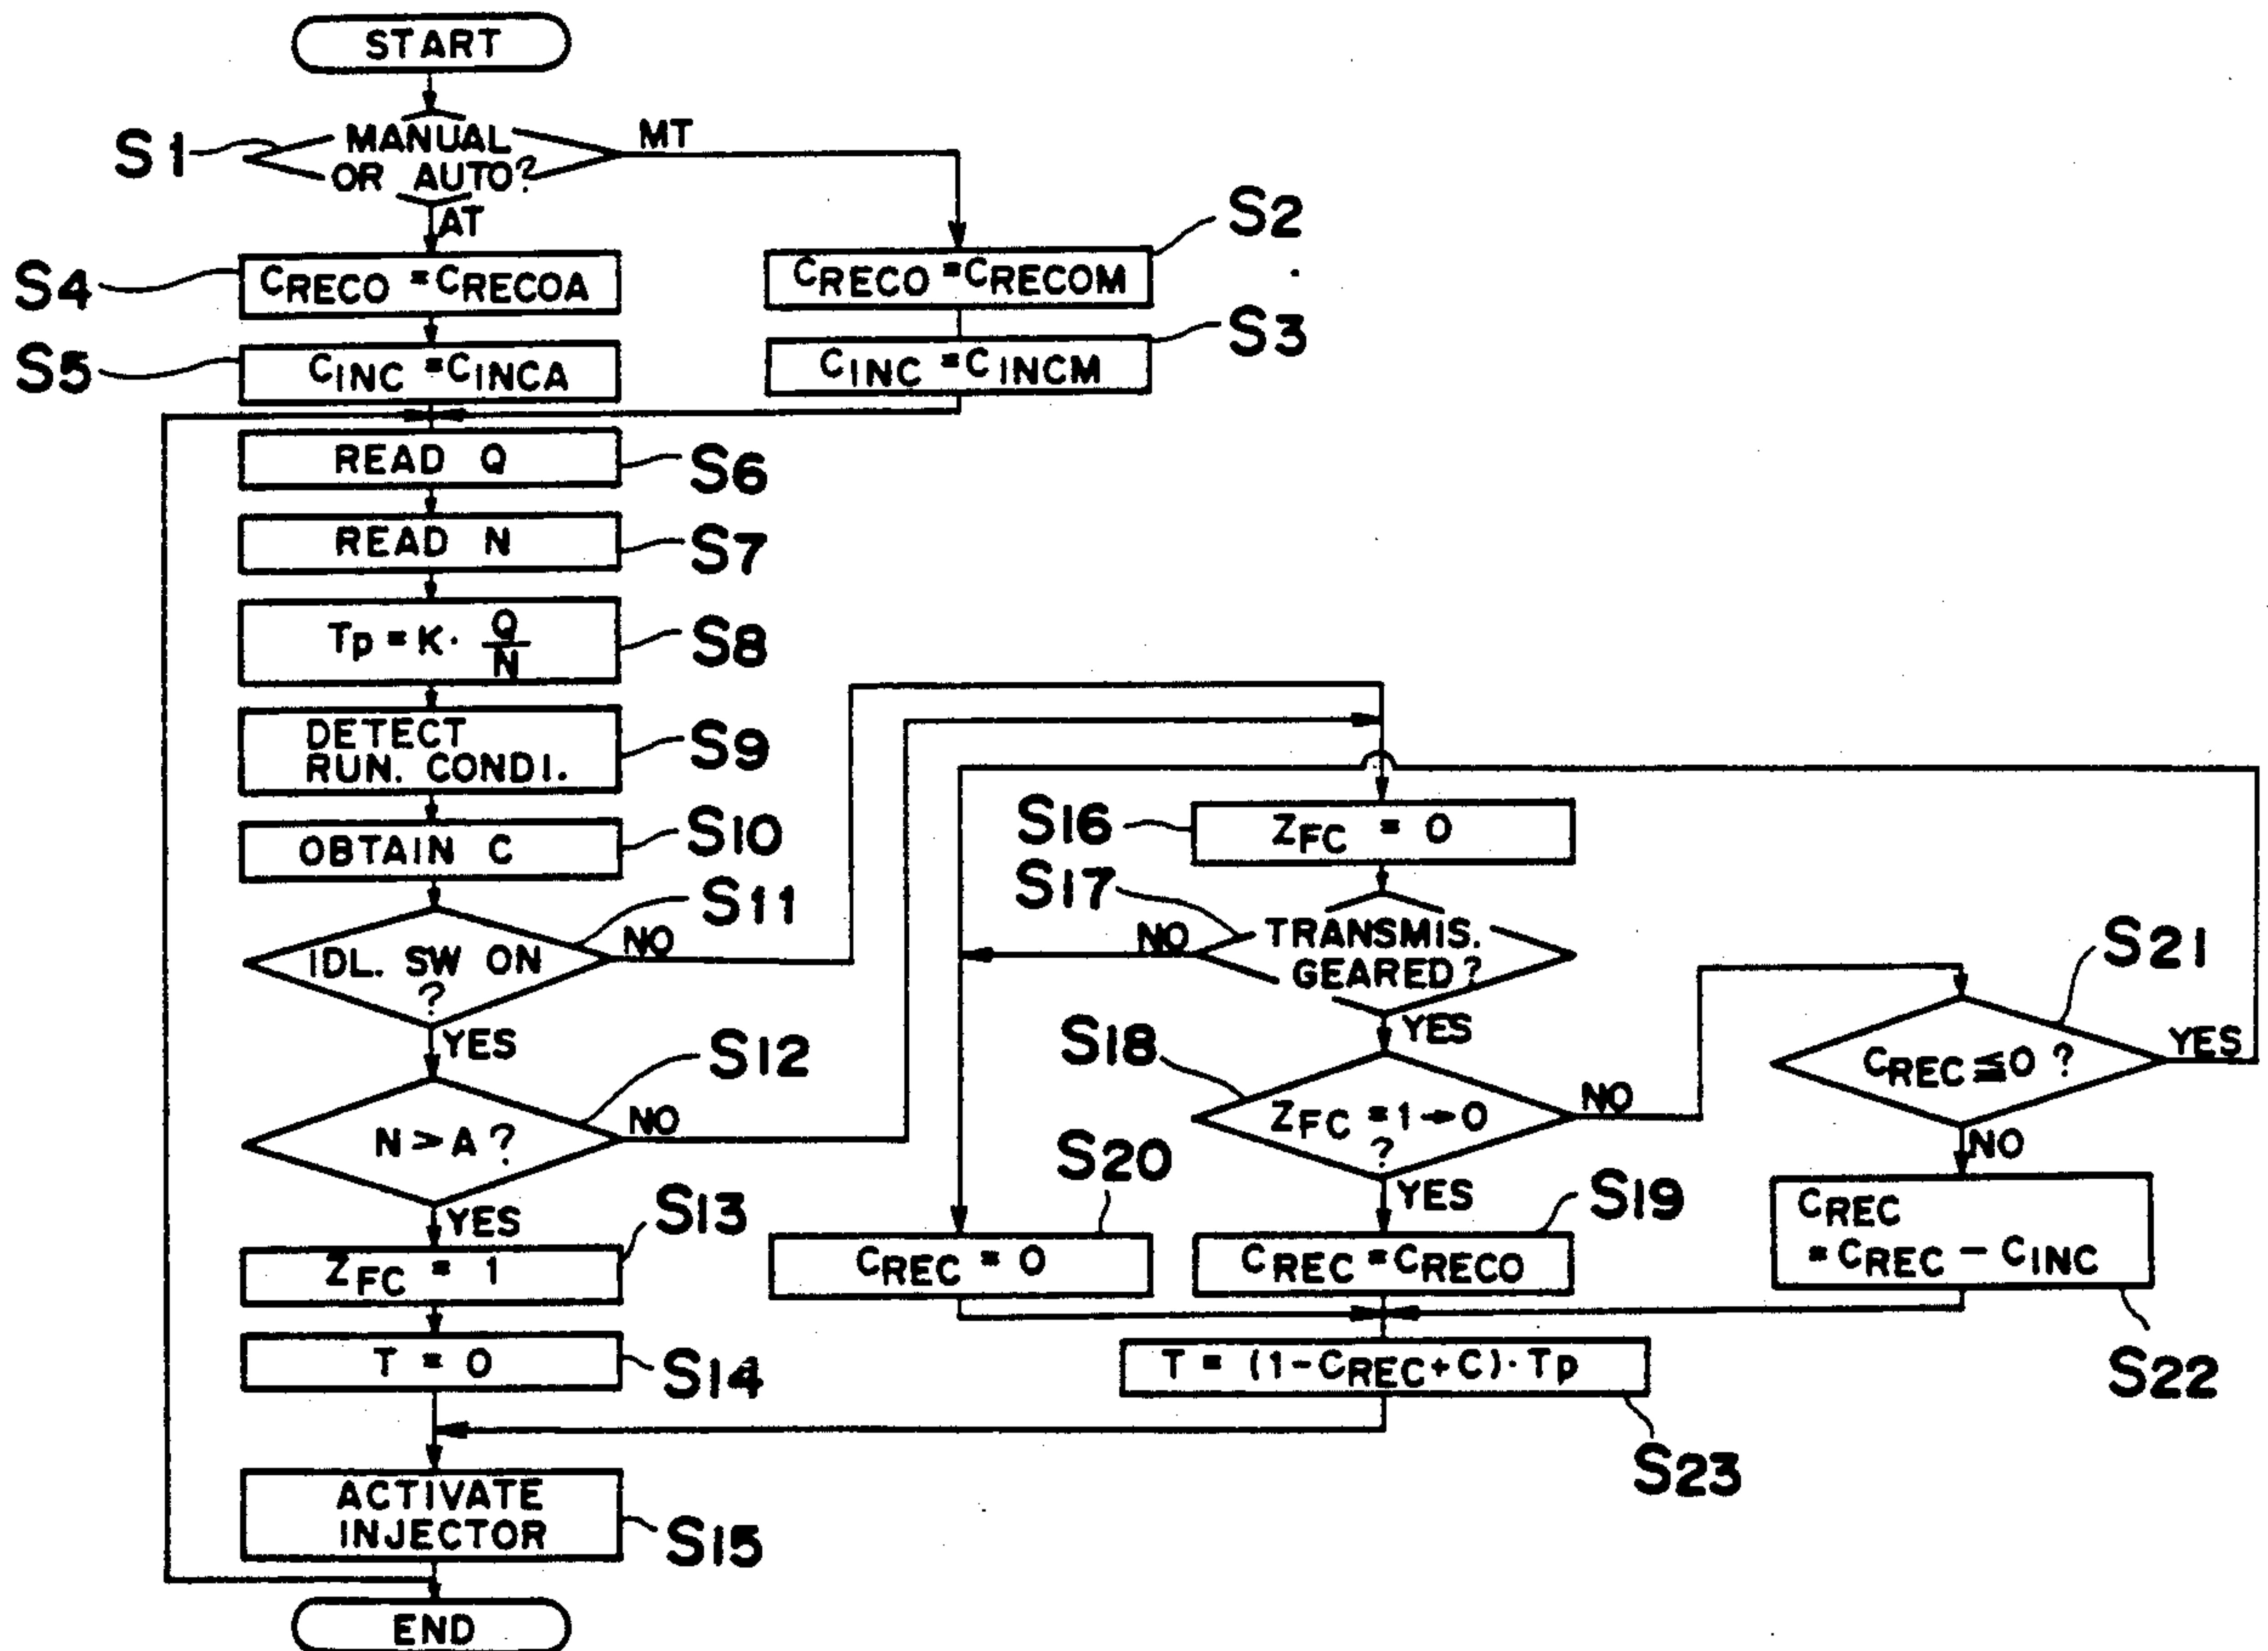 START
S1
MANUAL
OR AUTO?
MT
AT
S2
CRECO = CRECOM
S4
CRECO = CRECOA
S3
CINC = CINCM
S5
CINC = CINCA
READ Q
S6
READ N
S7
Tp = K · Q/N
S8
DETECT
RUN. CONDI.
S9
OBTAIN C
S10
IDL. SW ON
?
S11
NO
YES
N > A ?
S12
NO
YES
ZFC = 1
S13
T = 0
S14
ACTIVATE
INJECTOR
S15
END
S16
ZFC = 0
S17
TRANSMIS.
GEARED ?
NO
YES
S18
ZFC = 1→0
?
NO
YES
S21
CREC ≦ 0 ?
YES
NO
S20
CREC = 0
S19
CREC = CRECO
CREC
= CREC − CINC
S22
T = (1−CREC+C)· Tp
S23